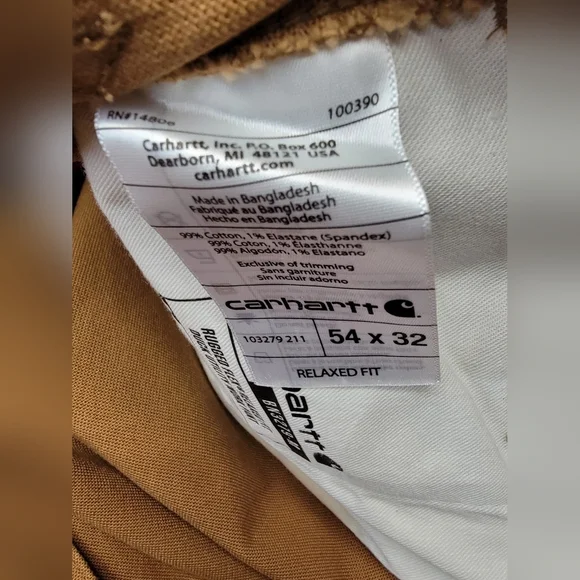 RN#14806
100390
Carhartt, Inc. P.O. Box 600
Dearborn, MI 48121 USA
carhartt.com
Made in Bangladesh
Fabriqué au Bangladesh
Hecho en Bangladesh
99% Cotton, 1% Elastane (Spandex)
99% Coton, 1% Élasthanne
99% Algodon, 1% Elastano
Exclusive of trimming
Sans garniture
Sin incluir adorno
carhartt
103279 211
54 x 32
RELAXED FIT
RUGGED FLEX